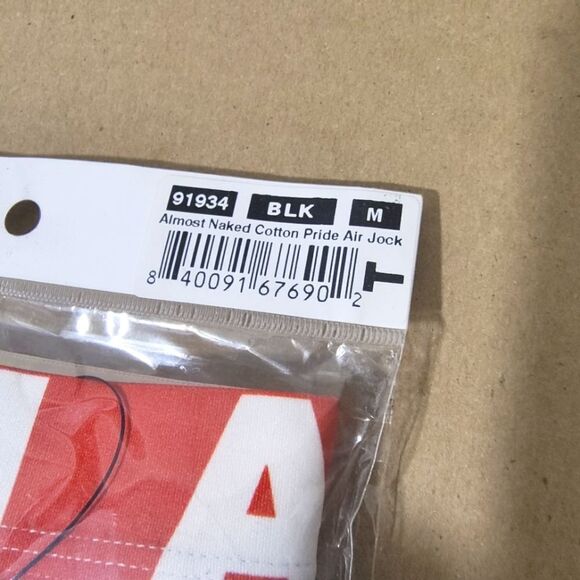 91934 BLK M
Almost Naked Cotton Pride Air Jock
8 40091 67690 2
T
A